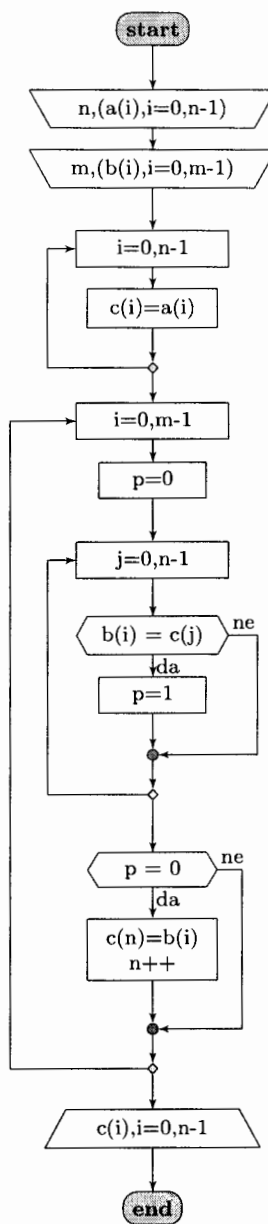 start
n,(a(i),i=0,n-1)
m,(b(i),i=0,m-1)
i=0,n-1
c(i)=a(i)
i=0,m-1
p=0
j=0,n-1
b(i) = c(j)
ne
da
p=1
p = 0
ne
da
c(n)=b(i)
n++
c(i),i=0,n-1
end